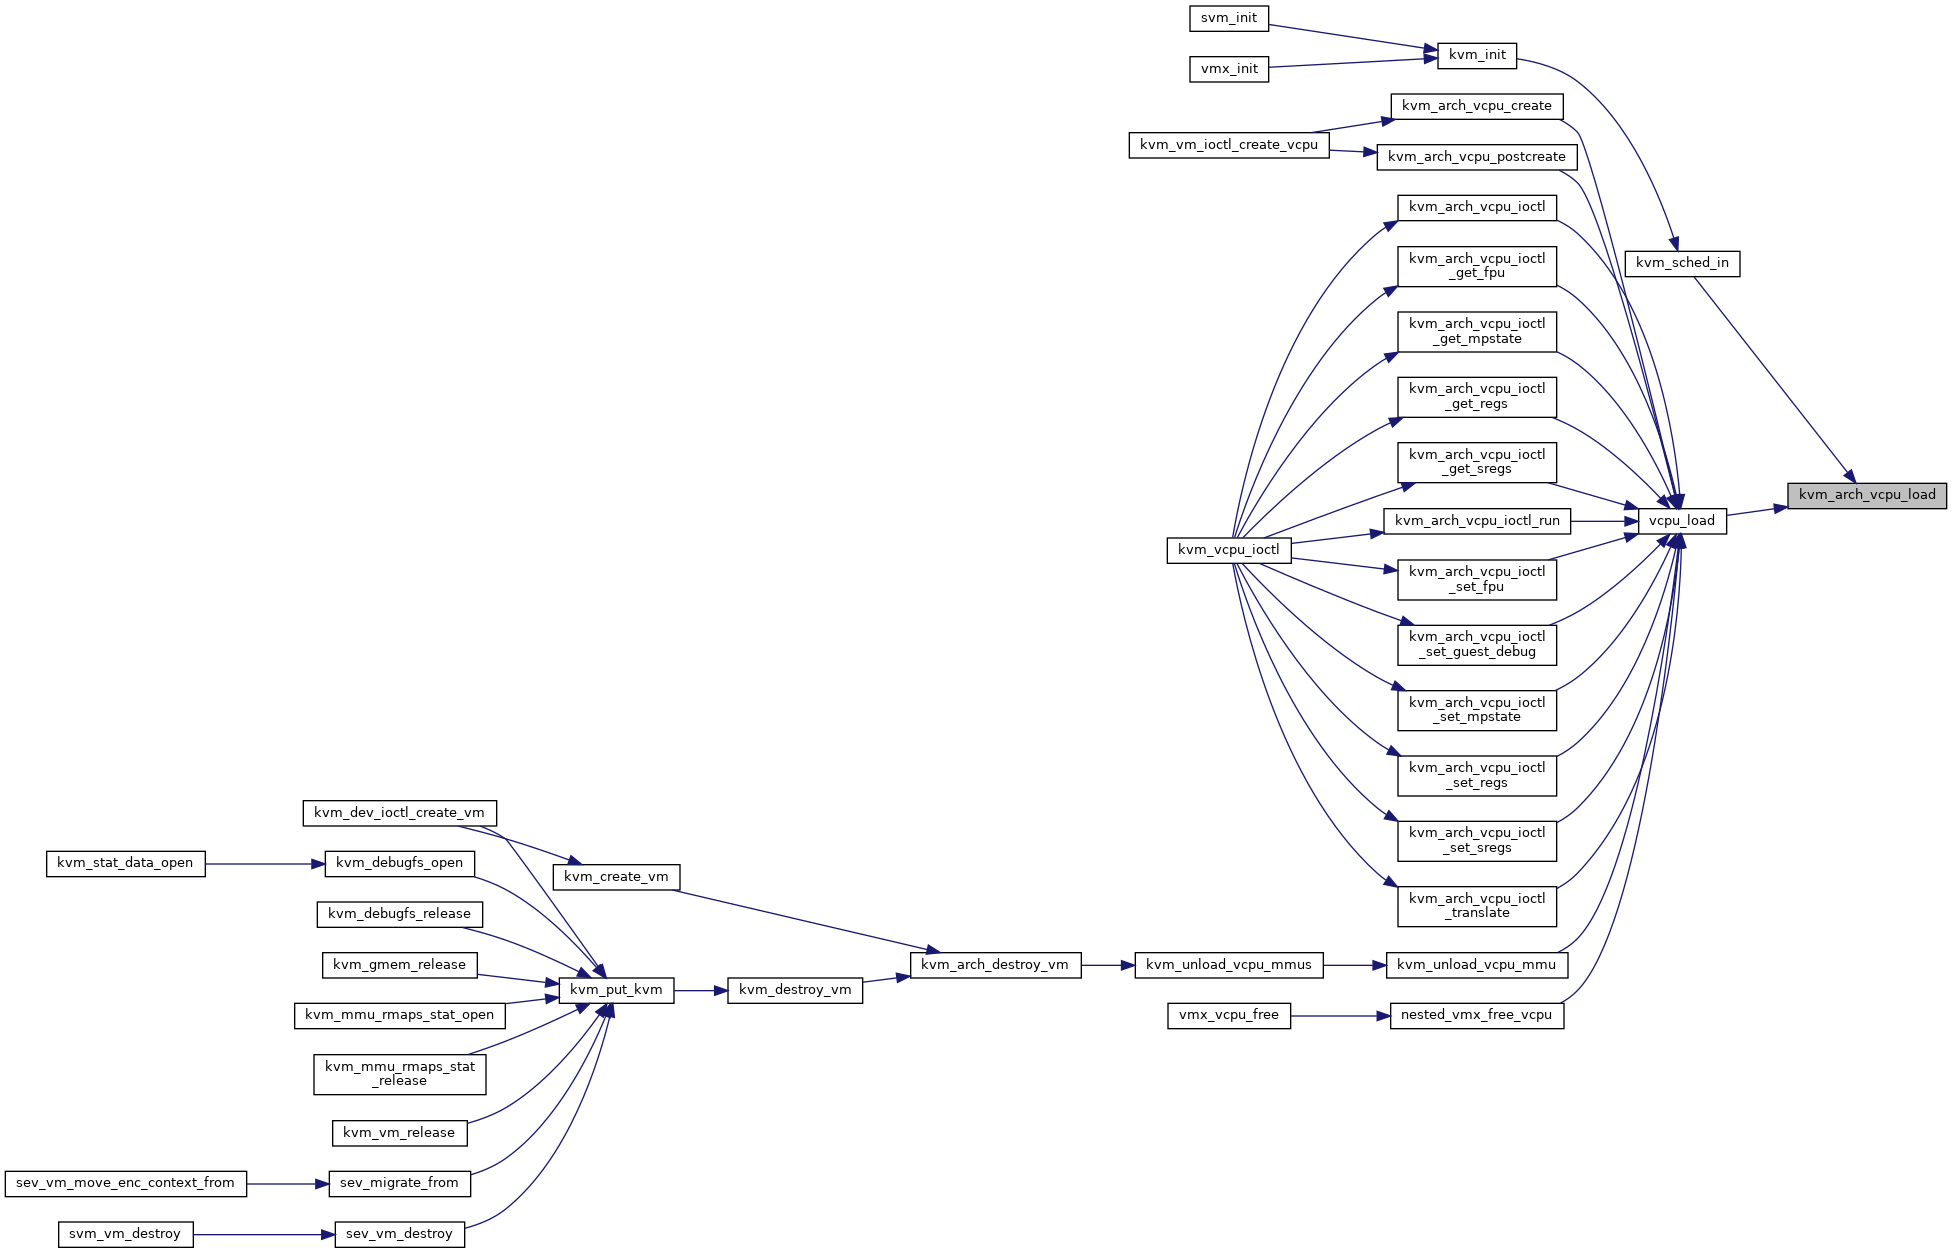 svm_init
kvm_init
vmx_init
kvm_arch_vcpu_create
kvm_vm_ioctl_create_vcpu
kvm_arch_vcpu_postcreate
kvm_arch_vcpu_ioctl
kvm_arch_vcpu_ioctl
_get_fpu
kvm_sched_in
kvm_arch_vcpu_ioctl
_get_mpstate
kvm_arch_vcpu_ioctl
_get_regs
kvm_arch_vcpu_ioctl
_get_sregs
kvm_arch_vcpu_load
kvm_arch_vcpu_ioctl_run
vcpu_load
kvm_vcpu_ioctl
kvm_arch_vcpu_ioctl
_set_fpu
kvm_arch_vcpu_ioctl
_set_guest_debug
kvm_arch_vcpu_ioctl
_set_mpstate
kvm_arch_vcpu_ioctl
_set_regs
kvm_dev_ioctl_create_vm
kvm_arch_vcpu_ioctl
_set_sregs
kvm_stat_data_open
kvm_debugfs_open
kvm_create_vm
kvm_arch_vcpu_ioctl
_translate
kvm_debugfs_release
kvm_gmem_release
kvm_arch_destroy_vm
kvm_unload_vcpu_mmus
kvm_unload_vcpu_mmu
kvm_put_kvm
kvm_destroy_vm
kvm_mmu_rmaps_stat_open
vmx_vcpu_free
nested_vmx_free_vcpu
kvm_mmu_rmaps_stat
_release
kvm_vm_release
sev_vm_move_enc_context_from
sev_migrate_from
svm_vm_destroy
sev_vm_destroy